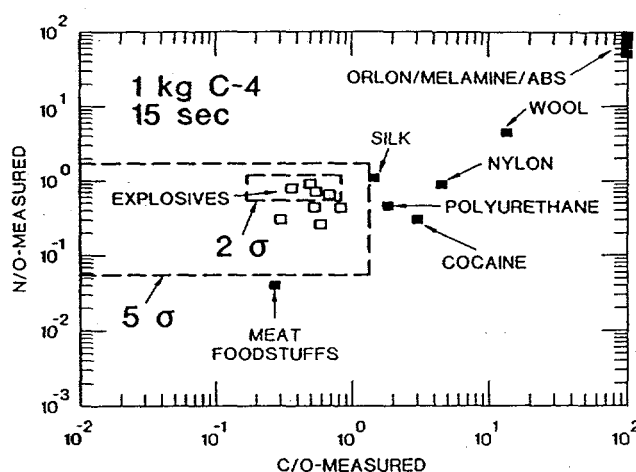 10²
10¹
10⁰
10⁻¹
10⁻²
10⁻³
N/O-MEASURED
1 kg C-4
15 sec
ORLON/MELAMINE/ABS
WOOL
SILK
NYLON
EXPLOSIVES
POLYURETHANE
2 σ
COCAINE
5 σ
MEAT
FOODSTUFFS
10⁻² 10⁻¹ 10⁰ 10¹ 10²
C/O-MEASURED